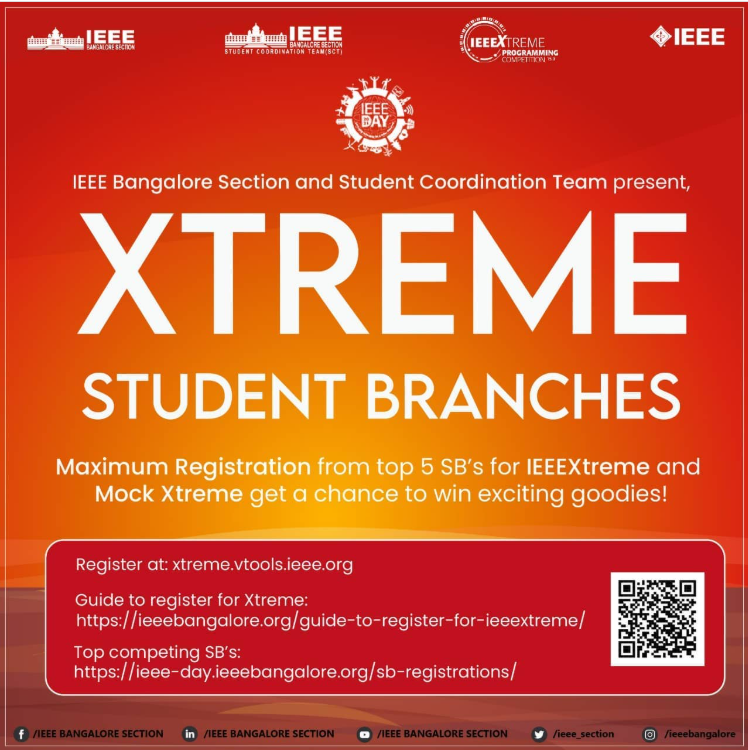 IEEE
BANGALORE SECTION
IEEE
BANGALORE SECTION
STUDENT COORDINATION TEAM(SCT)
IEEEXTREME
PROGRAMMING
COMPETITION
IEEE
IEEE
DAY
IEEE Bangalore Section and Student Coordination Team present,
XTREME
STUDENT BRANCHES
Maximum Registration from top 5 SB's for IEEEXtreme and
Mock Xtreme get a chance to win exciting goodies!
Register at: xtreme.vtools.ieee.org
Guide to register for Xtreme:
https://ieeebangalore.org/guide-to-register-for-ieeextreme/
Top competing SB's:
https://ieee-day.ieeebangalore.org/sb-registrations/
/IEEE BANGALORE SECTION
/IEEE BANGALORE SECTION
/IEEE BANGALORE SECTION
/ieee_section
/ieeebangalore